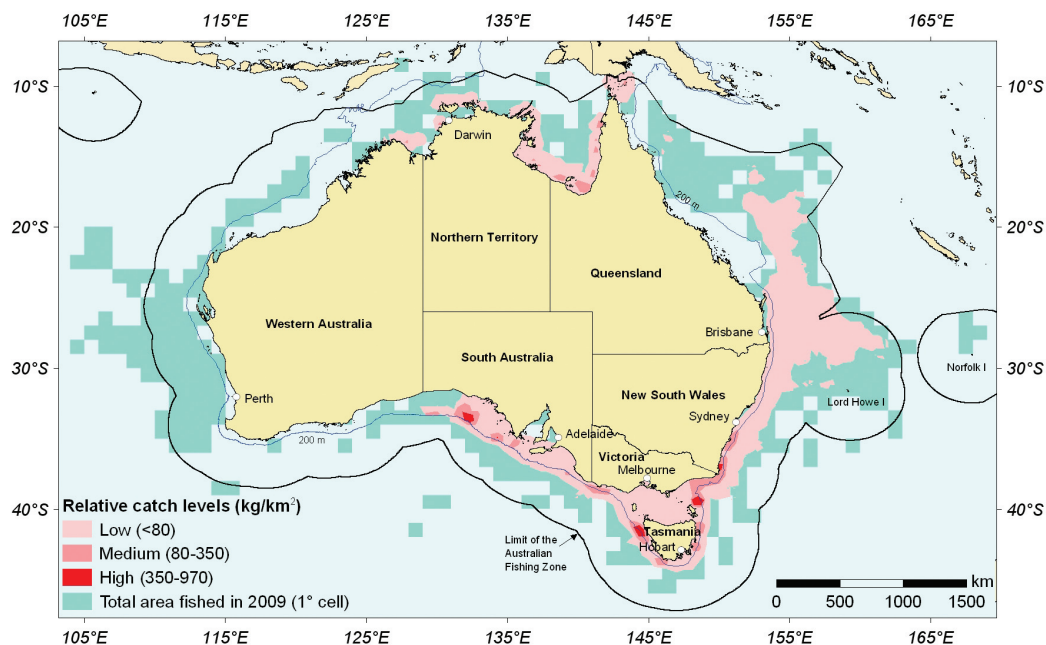 105°E 115°E 125°E 135°E 145°E 155°E 165°E
10°S 10°S
Darwin
200 m
20°S 20°S
Northern Territory
Queensland
Western Australia
Brisbane
South Australia
30°S 30°S
Norfolk I
New South Wales
Lord Howe I
Perth
Sydney
200 m
Adelaide
Victoria
Melbourne
Relative catch levels (kg/km²)
Low (<80)
Medium (80-350)
High (350-970)
Total area fished in 2009 (1° cell)
40°S 40°S
Tasmania
Hobart
Limit of the
Australian
Fishing Zone
km
0 500 1000 1500
105°E 115°E 125°E 135°E 145°E 155°E 165°E